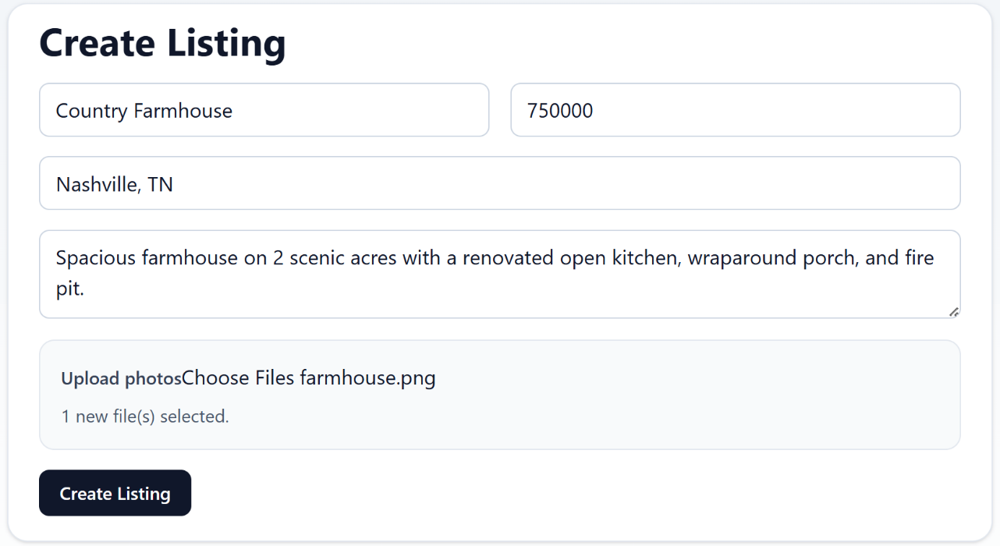 Create Listing
Country Farmhouse
750000
Nashville, TN
Spacious farmhouse on 2 scenic acres with a renovated open kitchen, wraparound porch, and fire
pit.
Upload photosChoose Files farmhouse.png
1 new file(s) selected.
Create Listing